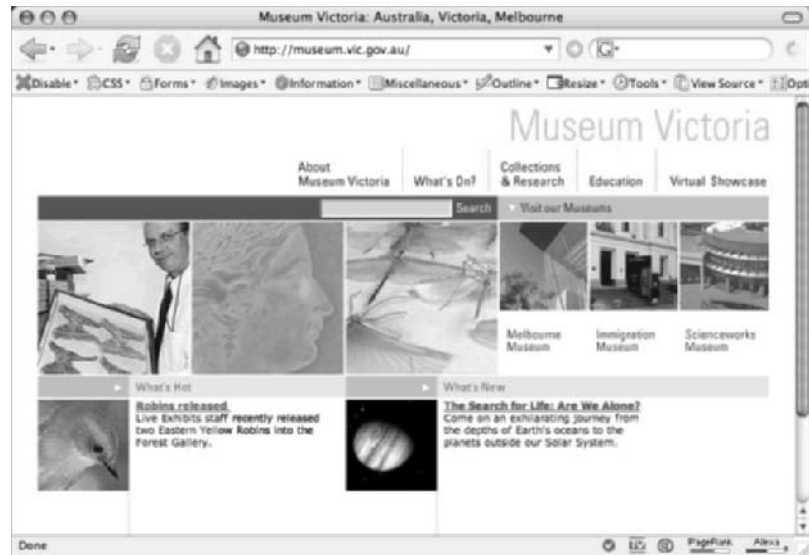 Museum Victoria: Australia, Victoria, Melbourne
http://museum.vic.gov.au/
Disable CSS Forms Images Information Miscellaneous Outline Resize Tools View Source Opti
Museum Victoria
About
Museum Victoria
What's On?
Collections
& Research
Education
Virtual Showcase
Search
Visit our Museums
Melbourne
Museum
Immigration
Museum
Scienceworks
Museum
What's Hot
Robins released
Live Exhibits staff recently released
two Eastern Yellow Robins into the
Forest Gallery.
What's New
The Search for Life: Are We Alone?
Come on an exhilarating journey from
the depths of Earth's oceans to the
planets outside our Solar System.
Done
PageRank Alexa